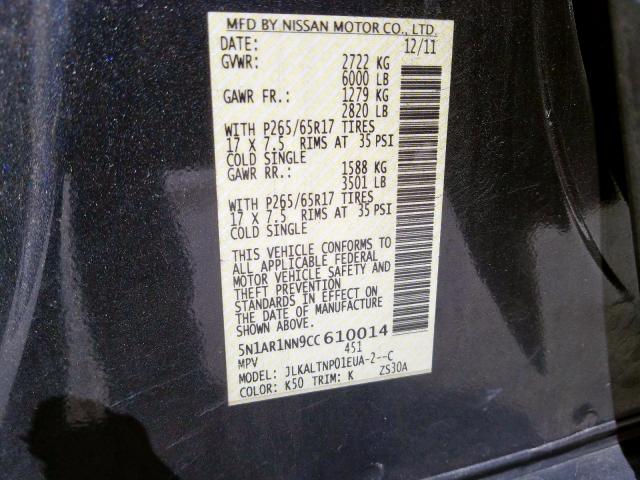 MFD BY NISSAN MOTOR CO., LTD.
DATE: 12/11
GVWR: 2722 KG
6000 LB
GAWR FR.: 1279 KG
2820 LB
WITH P265/65R17 TIRES
17 X 7.5 RIMS AT 35 PSI
COLD SINGLE
GAWR RR.: 1588 KG
3501 LB
WITH P265/65R17 TIRES
17 X 7.5 RIMS AT 35 PSI
COLD SINGLE
THIS VEHICLE CONFORMS TO
ALL APPLICABLE FEDERAL
MOTOR VEHICLE SAFETY AND
THEFT PREVENTION
STANDARDS IN EFFECT ON
THE DATE OF MANUFACTURE
SHOWN ABOVE.
5N1AR1NN9CC610014
MPV 451
MODEL: JLKALTNP01EUA-2--C
COLOR: K50 TRIM: K ZS30A